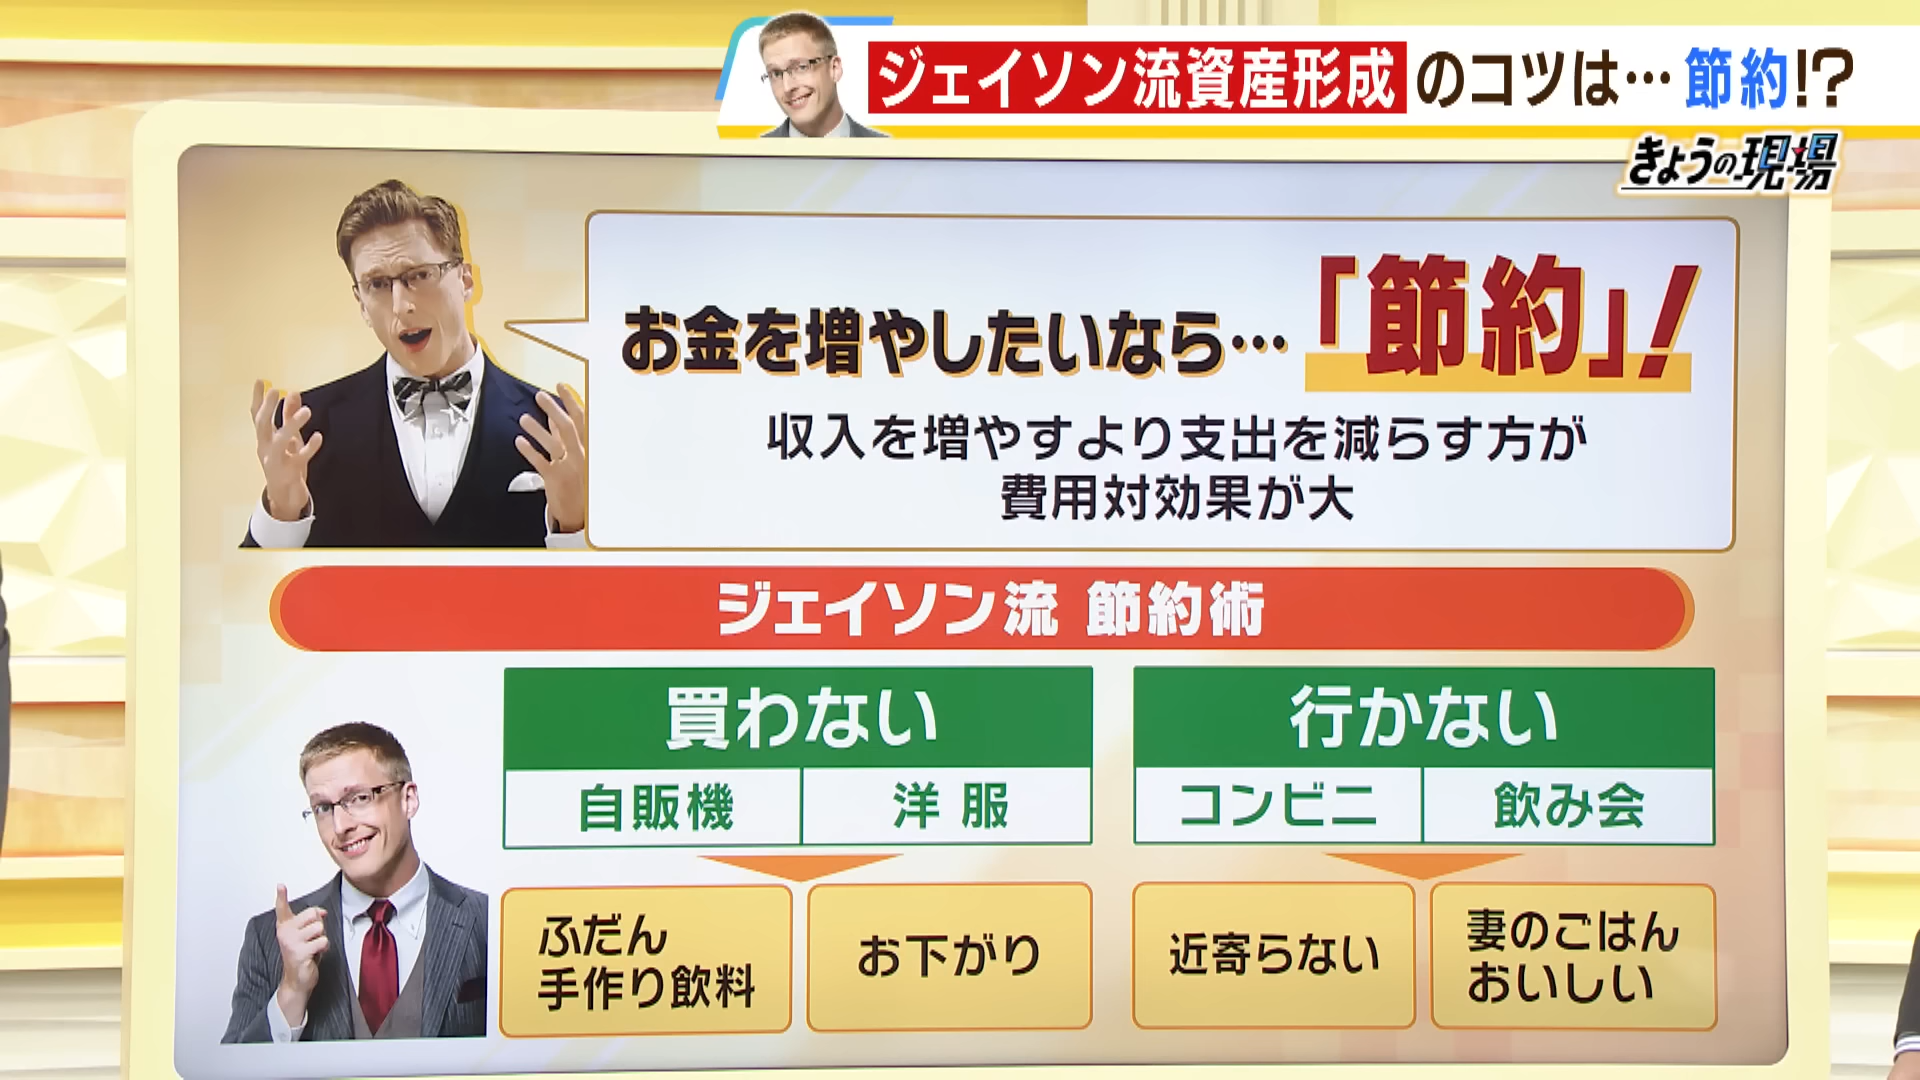 ジェイソン流資産形成のコツは…節約!?
きょうの現場
お金を増やしたいなら…「節約」!
収入を増やすより支出を減らす方が
費用対効果が大
ジェイソン流 節約術
買わない
自販機
洋服
ふだん
手作り飲料
お下がり
行かない
コンビニ
飲み会
近寄らない
妻のごはん
おいしい